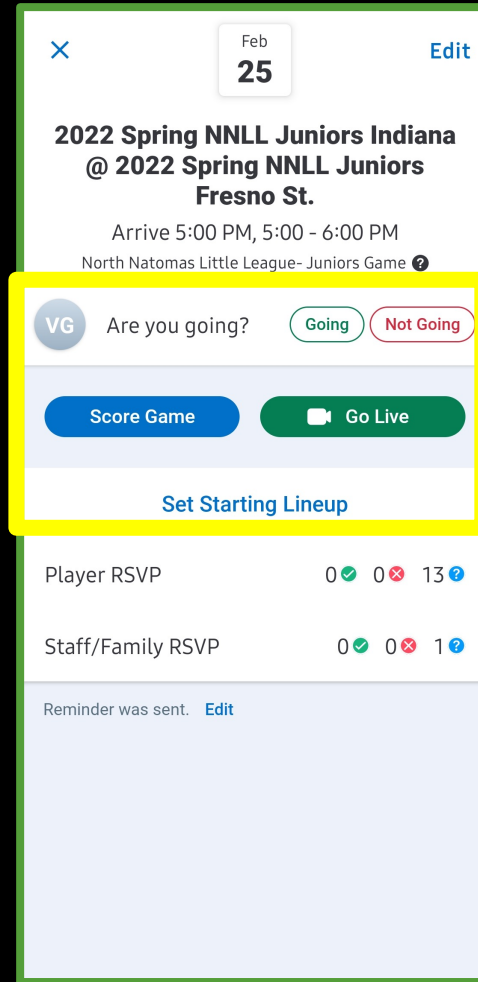 Feb
25
Edit
2022 Spring NNLL Juniors Indiana
@ 2022 Spring NNLL Juniors
Fresno St.
Arrive 5:00 PM, 5:00 - 6:00 PM
North Natomas Little League- Juniors Game ?
VG Are you going? Going Not Going
Score Game Go Live
Set Starting Lineup
Player RSVP 0 0 13 ?
Staff/Family RSVP 0 0 1 ?
Reminder was sent. Edit